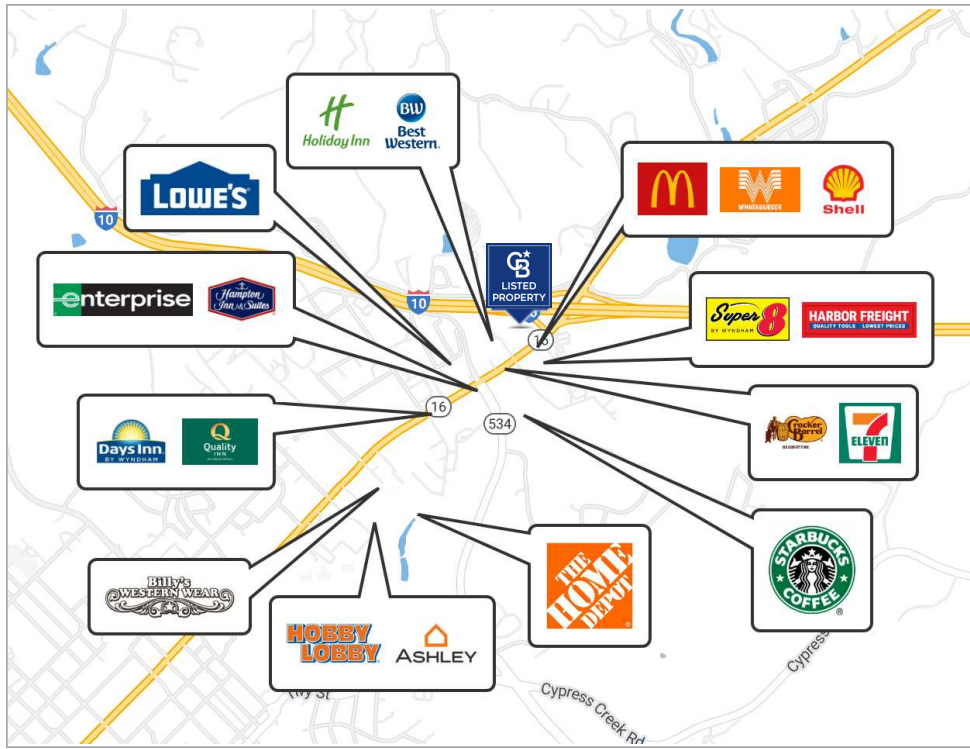 Holiday Inn
BW
Best
Western.
LOWE'S
M
W
WHATABURGER
Shell
10
enterprise
Hampton
Inn & Suites
10
CB
LISTED
PROPERTY
16
Super 8
BY WYNDHAM
HARBOR FREIGHT
QUALITY TOOLS LOWEST PRICES
16
534
Days Inn
BY WYNDHAM
Q
Quality
INN
Cracker
Barrel
7
ELEVEN
Billy's
WESTERN WEAR
HOBBY
LOBBY
ASHLEY
THE
HOME
DEPOT
STARBUCKS
COFFEE
®
Cypress
Cypress Creek Rd